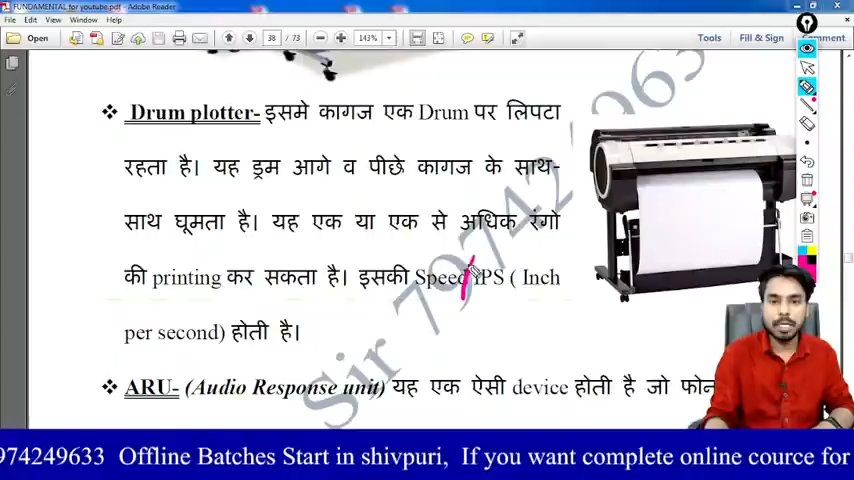 FUNDAMENTAL for youtube.pdf - Adobe Reader
File Edit View Window Help
Open 38 / 73 143% Tools Fill & Sign
❖ Drum plotter- इसमे कागज एक Drum पर लिपटा
रहता है। यह ड्रम आगे व पीछे कागज के साथ-
साथ घूमता है। यह एक या एक से अधिक रंगो
की printing कर सकता है। इसकी Speed IPS ( Inch
per second) होती है।
❖ ARU- (Audio Response unit) यह एक ऐसी device होती है जो फोन
Sir 79742 963
974249633 Offline Batches Start in shivpuri, If you want complete online cource for